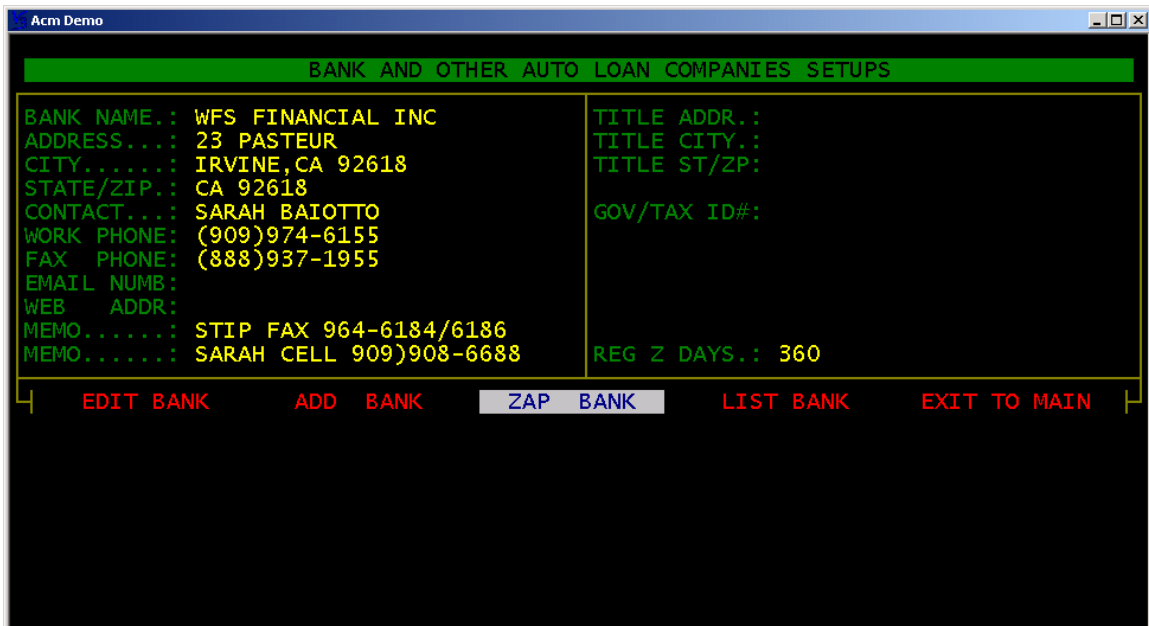 Acm Demo
BANK AND OTHER AUTO LOAN COMPANIES SETUPS
BANK NAME.: WFS FINANCIAL INC
ADDRESS...: 23 PASTEUR
CITY......: IRVINE,CA 92618
STATE/ZIP.: CA 92618
CONTACT...: SARAH BAIOTTO
WORK PHONE: (909)974-6155
FAX  PHONE: (888)937-1955
EMAIL NUMB:
WEB   ADDR:
MEMO......: STIP FAX 964-6184/6186
MEMO......: SARAH CELL 909)908-6688
TITLE ADDR.:
TITLE CITY.:
TITLE ST/ZP:
GOV/TAX ID#:
REG Z DAYS.: 360
EDIT BANK ADD  BANK ZAP  BANK LIST BANK EXIT TO MAIN